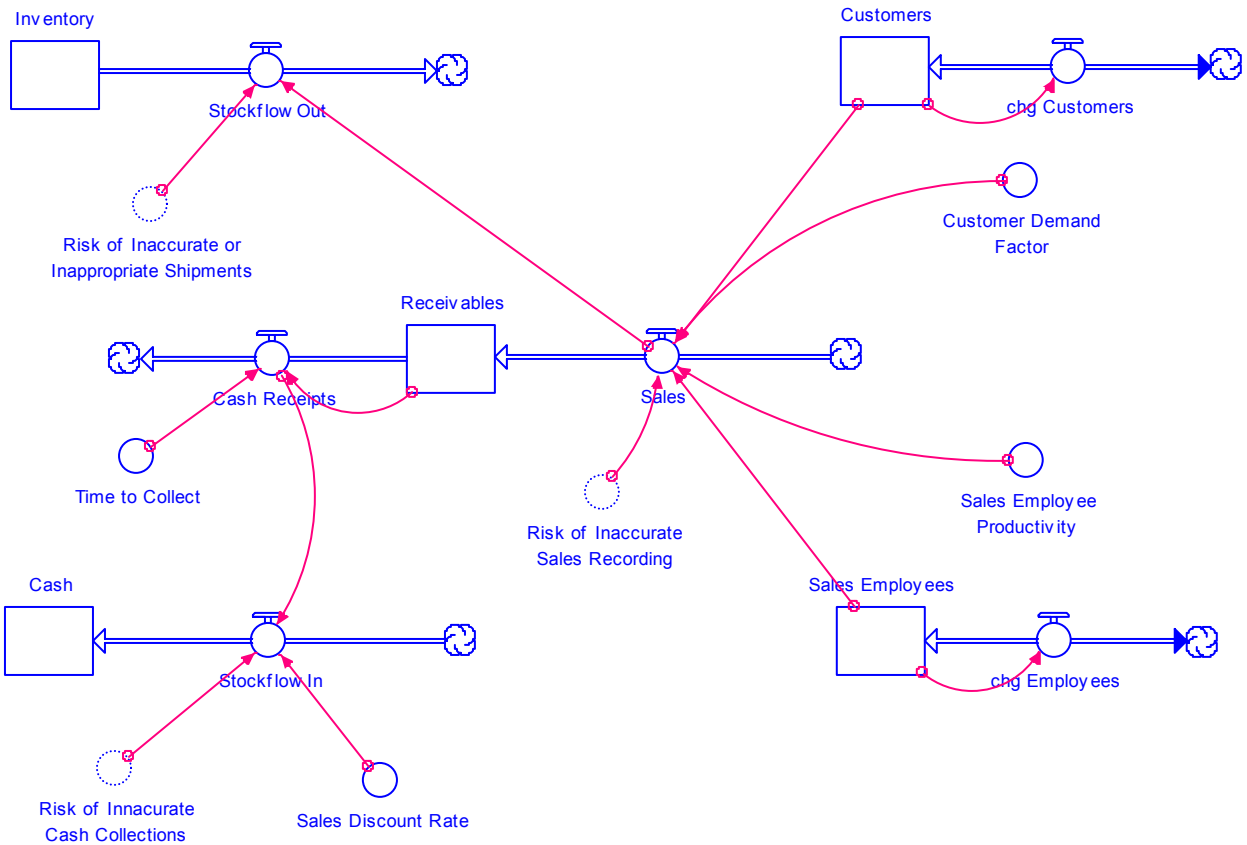 Inventory
Customers
Stockflow Out
chg Customers
Risk of Inaccurate or
Inappropriate Shipments
Customer Demand
Factor
Receivables
Cash Receipts
Sales
Time to Collect
Risk of Inaccurate
Sales Recording
Sales Employee
Productivity
Cash
Sales Employees
Stockflow In
chg Employees
Risk of Innacurate
Cash Collections
Sales Discount Rate